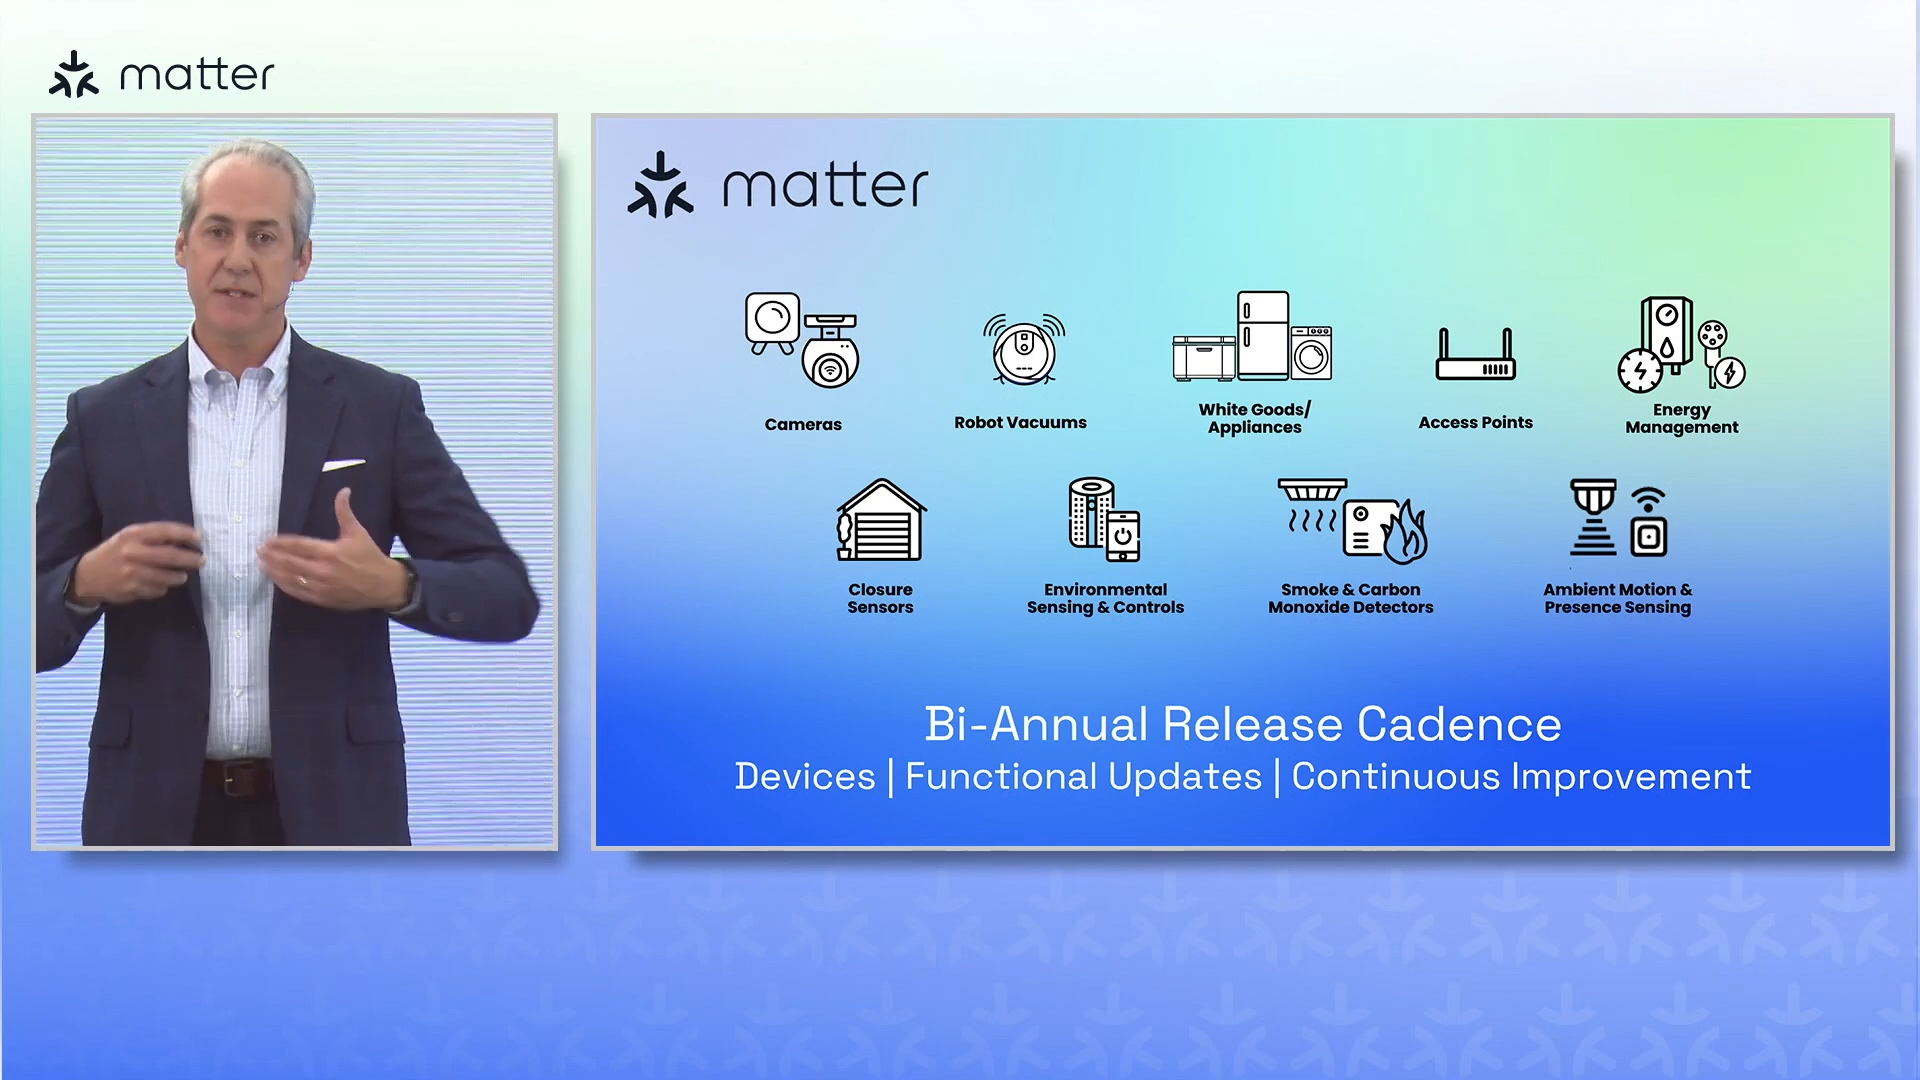 matter
matter
Cameras
Robot Vacuums
White Goods/
Appliances
Access Points
Energy
Management
Closure
Sensors
Environmental
Sensing & Controls
Smoke & Carbon
Monoxide Detectors
Ambient Motion &
Presence Sensing
Bi-Annual Release Cadence
Devices | Functional Updates | Continuous Improvement